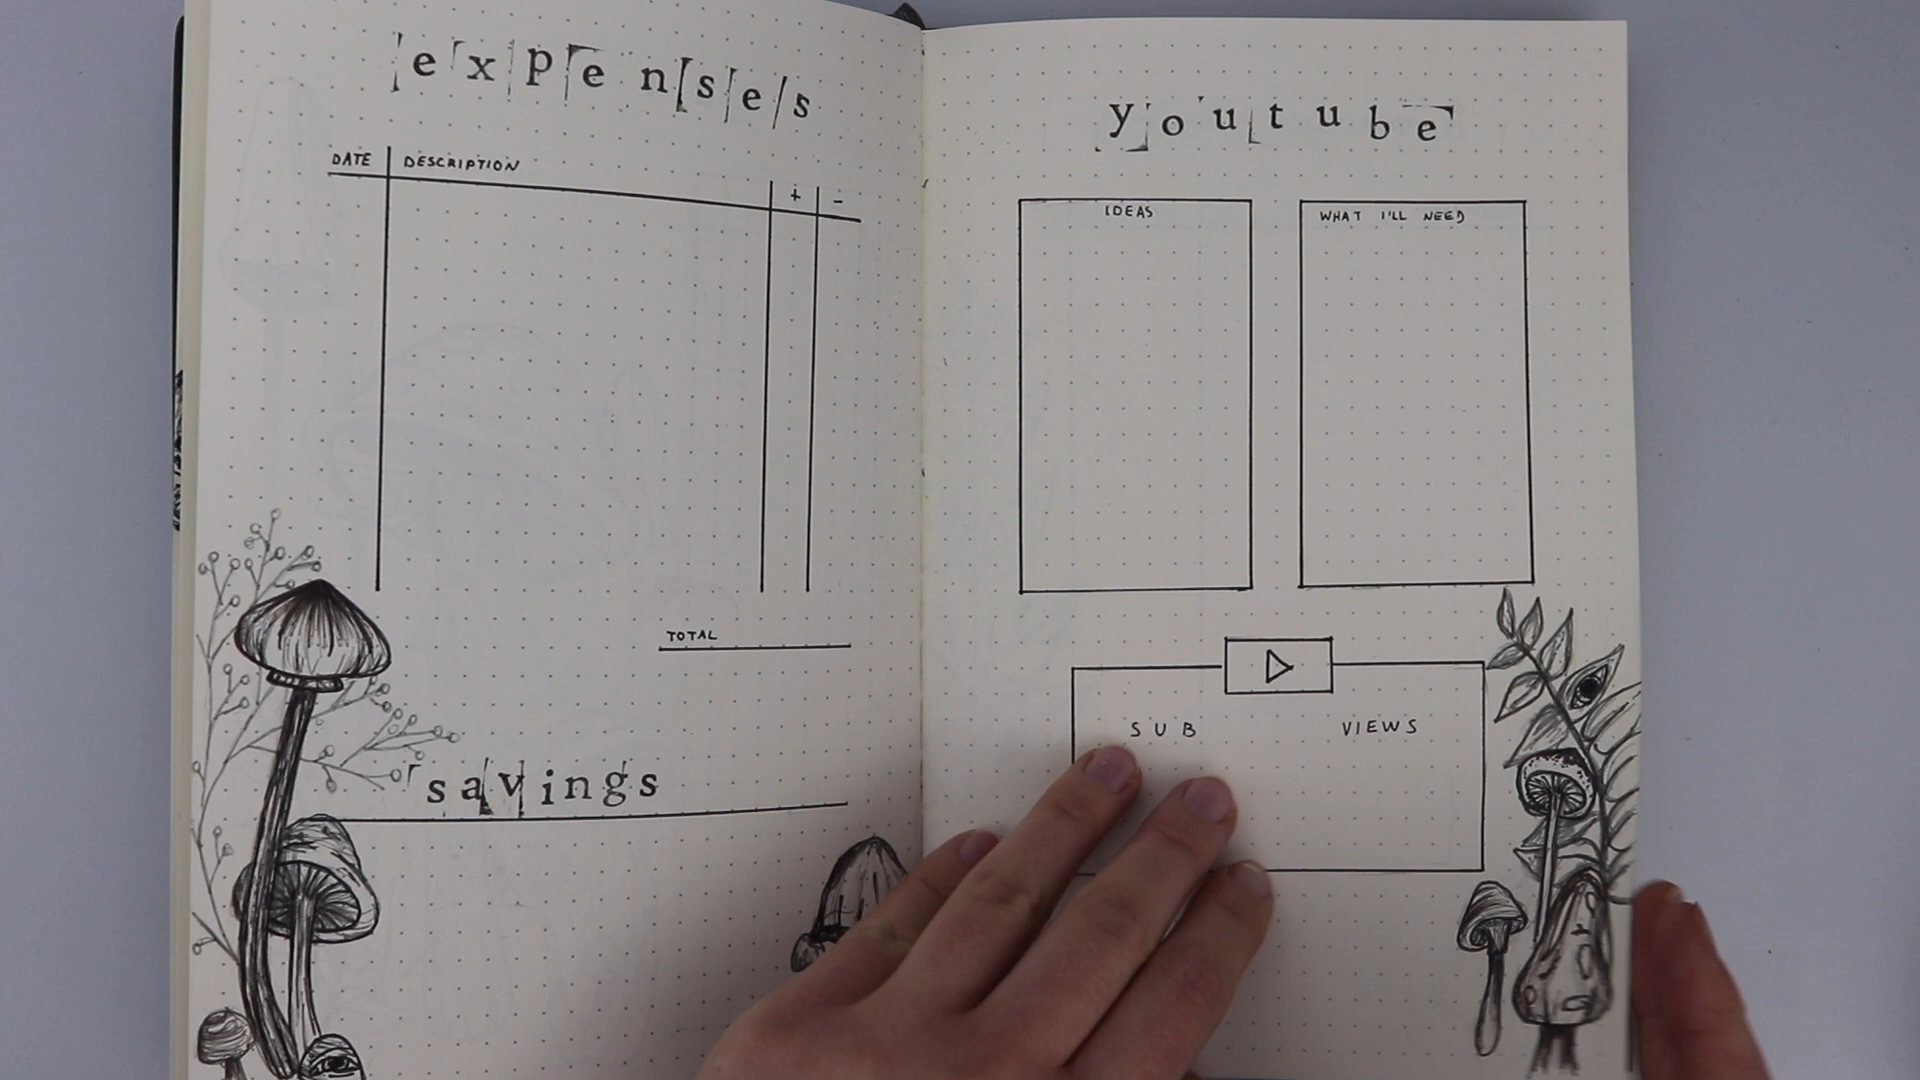 expenses
DATE DESCRIPTION + -
TOTAL
savings
youtube
IDEAS
WHAT I'LL NEED
SUB VIEWS